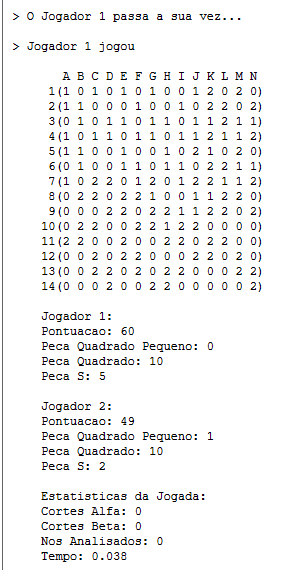 > O Jogador 1 passa a sua vez...
> Jogador 1 jogou
A B C D E F G H I J K L M N
1(1 0 1 0 1 0 1 0 0 1 2 0 2 0)
2(1 1 0 0 0 1 0 0 1 0 2 2 0 2)
3(0 1 0 1 1 0 1 1 0 1 1 2 1 1)
4(1 0 1 1 0 1 1 0 1 1 2 1 1 2)
5(1 1 0 0 1 0 0 1 0 2 1 0 2 0)
6(0 1 0 0 1 1 0 1 1 0 2 2 1 1)
7(1 0 2 2 0 1 2 0 1 2 2 1 1 2)
8(0 2 2 0 2 2 1 0 0 1 1 2 2 0)
9(0 0 0 2 2 0 2 2 1 1 2 2 0 2)
10(0 2 2 0 0 2 2 1 2 2 0 0 0 0)
11(2 2 0 0 2 0 0 2 2 0 2 2 0 0)
12(0 0 2 0 2 2 0 2 0 2 0 0 2 0)
13(0 0 2 2 0 2 0 2 2 0 0 0 2 2)
14(0 0 0 2 0 0 2 2 0 0 0 0 0 2)
Jogador 1:
Pontuacao: 60
Peca Quadrado Pequeno: 0
Peca Quadrado: 10
Peca S: 5
Jogador 2:
Pontuacao: 49
Peca Quadrado Pequeno: 1
Peca Quadrado: 10
Peca S: 2
Estatisticas da Jogada:
Cortes Alfa: 0
Cortes Beta: 0
Nos Analisados: 0
Tempo: 0.038